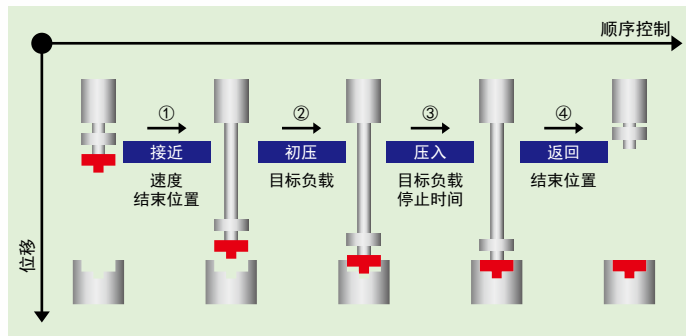 顺序控制
① ② ③ ④
接近 初压 压入 返回
速度 目标负载 目标负载 结束位置
结束位置 停止时间
位移